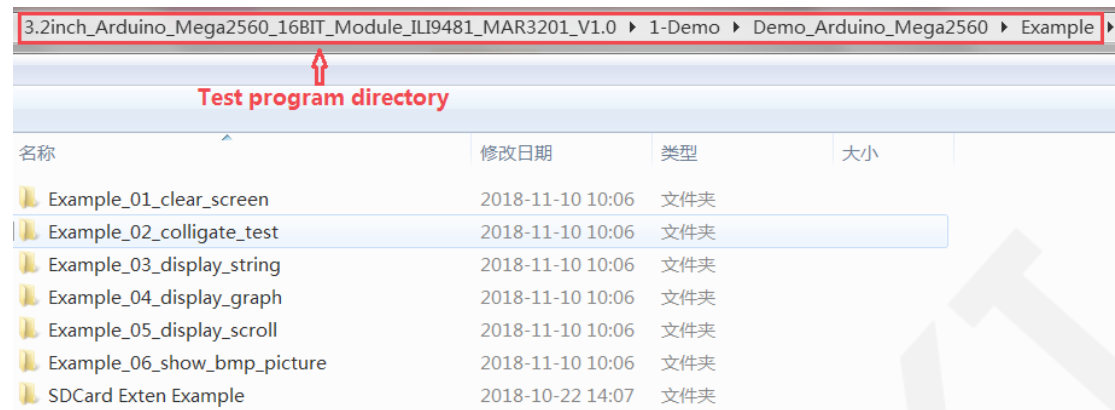 3.2inch_Arduino_Mega2560_16BIT_Module_ILI9481_MAR3201_V1.0 ▸ 1-Demo ▸ Demo_Arduino_Mega2560 ▸ Example ▸
Test program directory
名称 修改日期 类型 大小
Example_01_clear_screen 2018-11-10 10:06 文件夹
Example_02_colligate_test 2018-11-10 10:06 文件夹
Example_03_display_string 2018-11-10 10:06 文件夹
Example_04_display_graph 2018-11-10 10:06 文件夹
Example_05_display_scroll 2018-11-10 10:06 文件夹
Example_06_show_bmp_picture 2018-11-10 10:06 文件夹
SDCard Exten Example 2018-10-22 14:07 文件夹